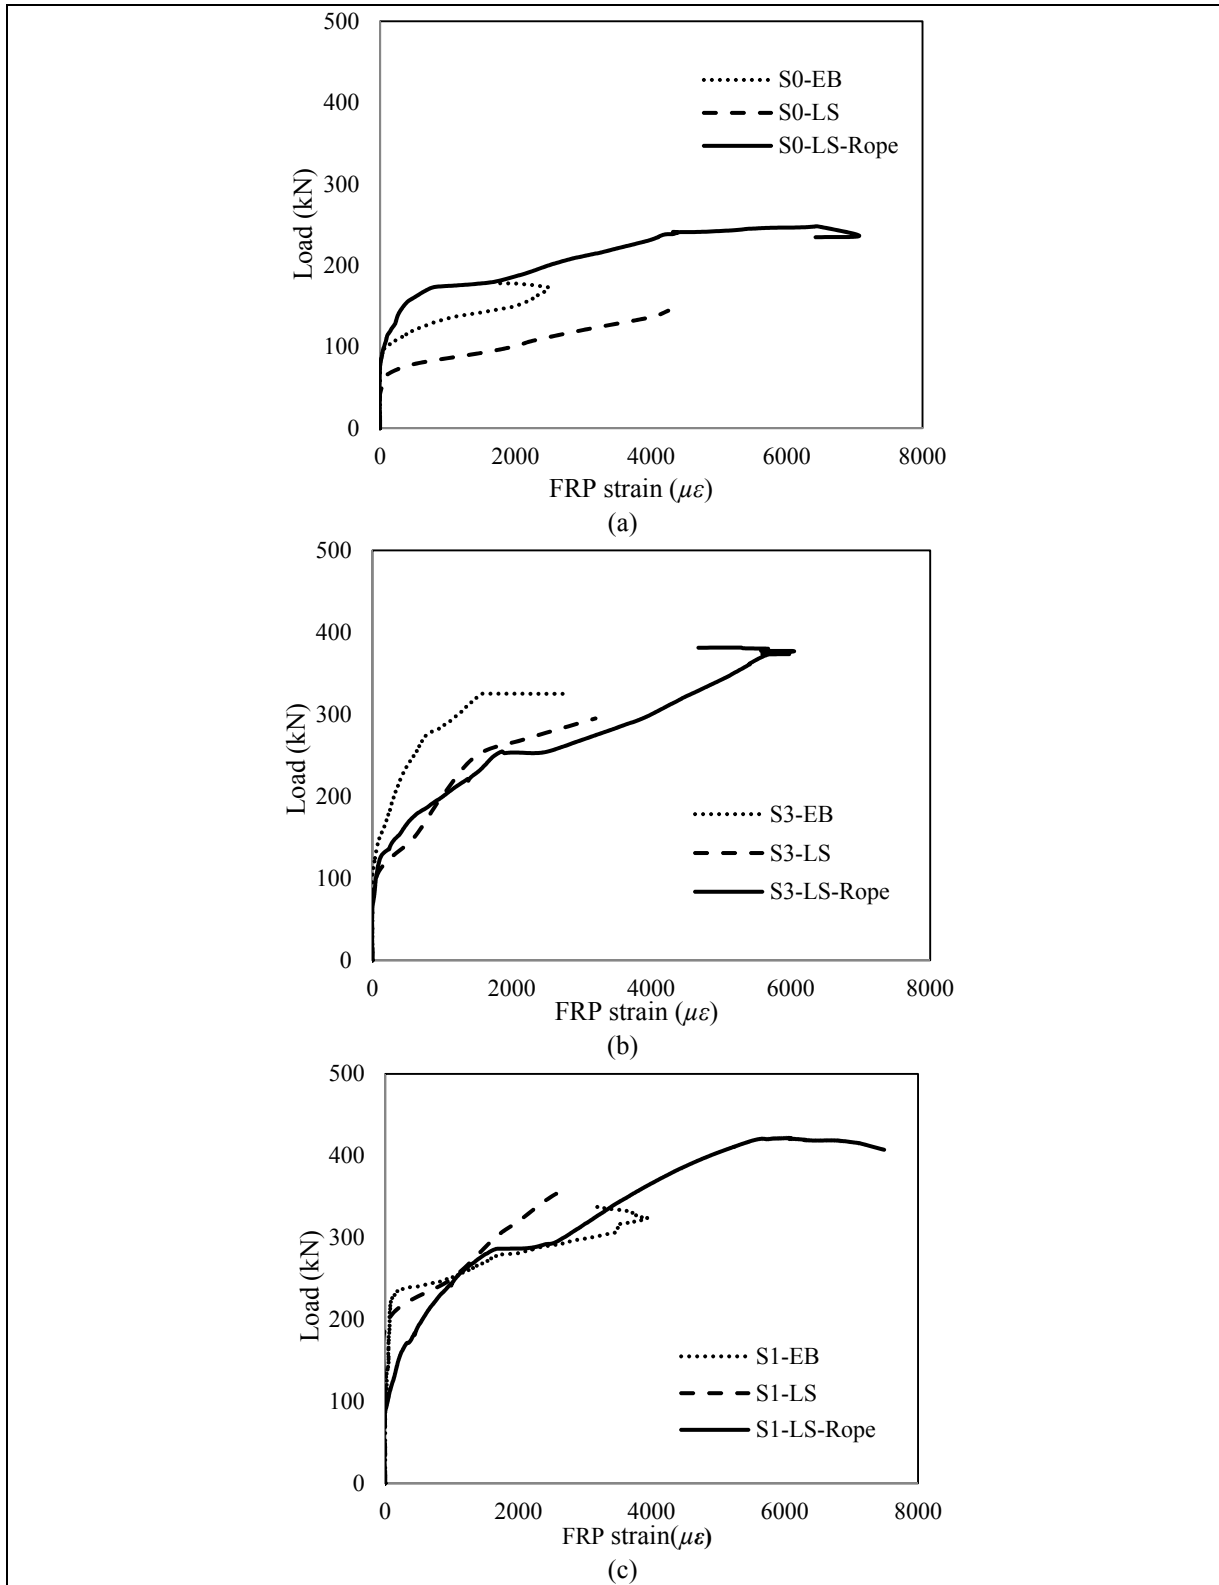 500
400
300
200
100
0
Load (kN)
S0-EB
S0-LS
S0-LS-Rope
0 2000 4000 6000 8000
FRP strain (με)
(a)
500
400
300
200
100
0
Load (kN)
S3-EB
S3-LS
S3-LS-Rope
0 2000 4000 6000 8000
FRP strain (με)
(b)
500
400
300
200
100
0
Load (kN)
S1-EB
S1-LS
S1-LS-Rope
0 2000 4000 6000 8000
FRP strain(με)
(c)